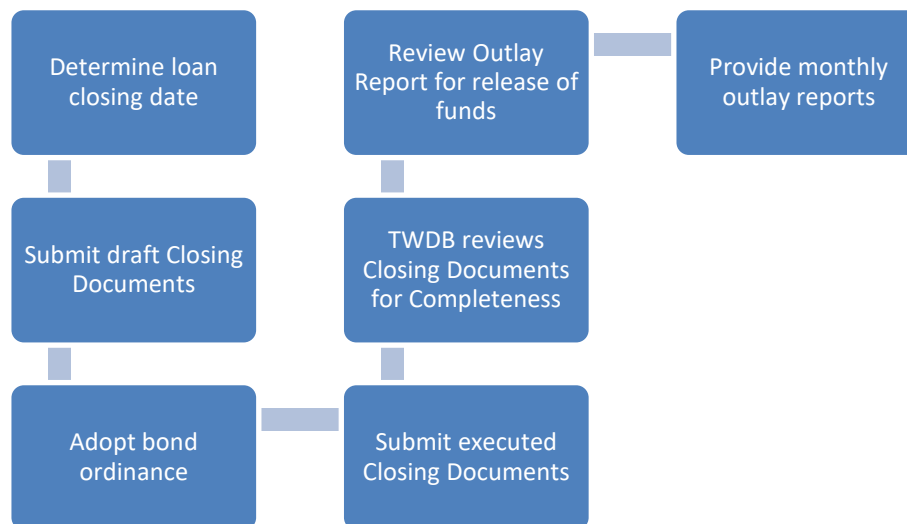 Determine loan
closing date
Submit draft Closing
Documents
Adopt bond
ordinance
Submit executed
Closing Documents
TWDB reviews
Closing Documents
for Completeness
Review Outlay
Report for release of
funds
Provide monthly
outlay reports